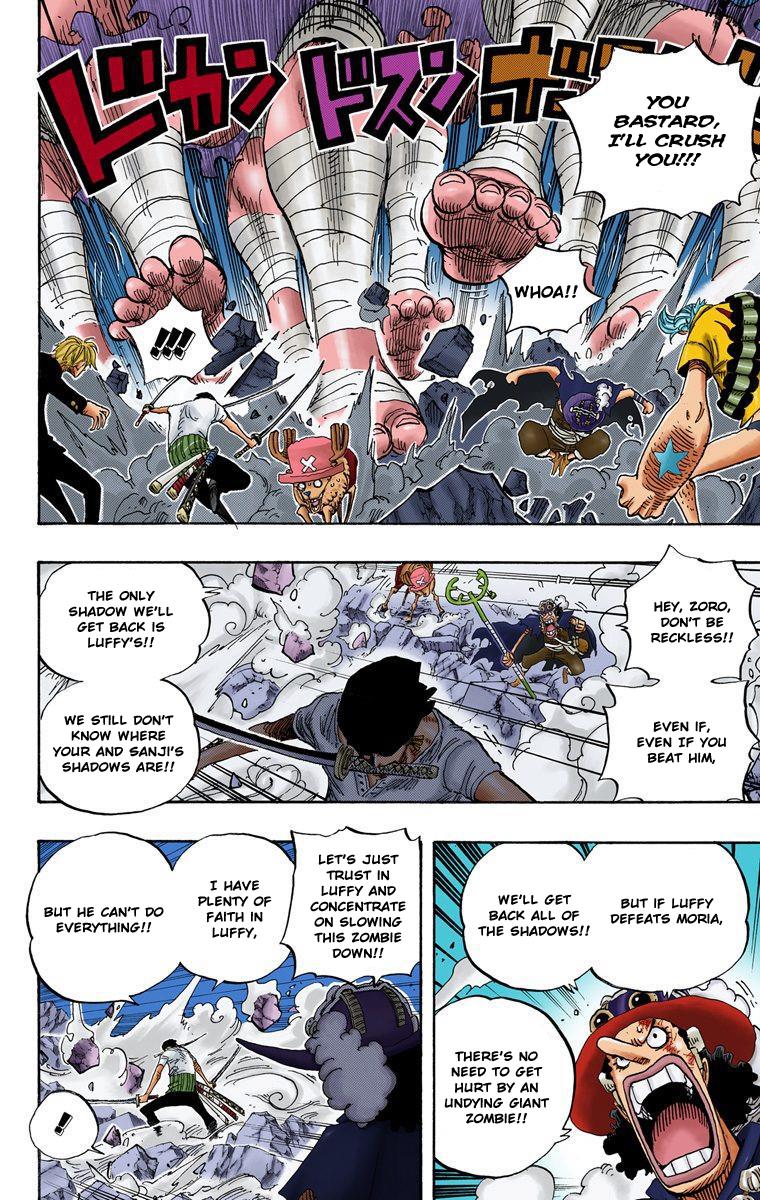 ドカン
ドスン
YOU
BASTARD,
I'LL CRUSH
YOU!!!
WHOA!!
!!!
HEY, ZORO,
DON'T BE
RECKLESS!!
EVEN IF,
EVEN IF YOU
BEAT HIM,
THE ONLY
SHADOW WE'LL
GET BACK IS
LUFFY'S!!
WE STILL DON'T
KNOW WHERE
YOUR AND SANJI'S
SHADOWS ARE!!
BUT IF LUFFY
DEFEATS MORIA,
WE'LL GET
BACK ALL OF
THE SHADOWS!!
THERE'S NO
NEED TO GET
HURT BY AN
UNDYING GIANT
ZOMBIE!!
LET'S JUST
TRUST IN
LUFFY AND
CONCENTRATE
ON SLOWING
THIS ZOMBIE
DOWN!!
I HAVE
PLENTY OF
FAITH IN
LUFFY,
BUT HE CAN'T DO
EVERYTHING!!
!